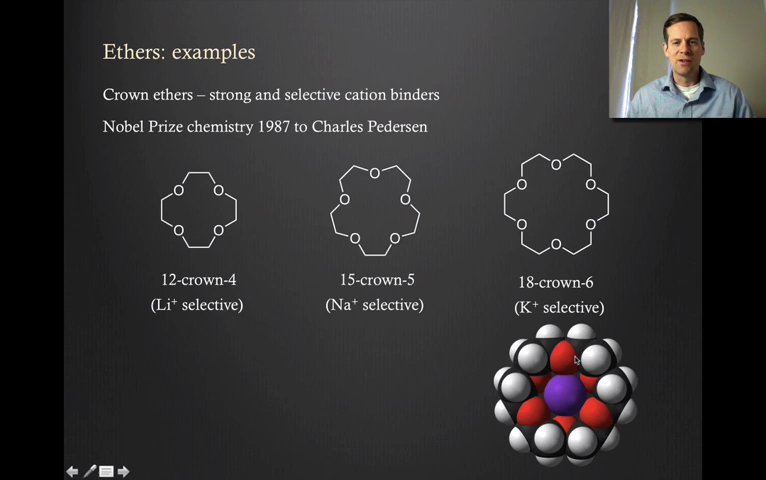 Ethers: examples
Crown ethers – strong and selective cation binders
Nobel Prize chemistry 1987 to Charles Pedersen
O O O O
O O O O O
O O O O O O
12-crown-4 15-crown-5 18-crown-6
(Li⁺ selective) (Na⁺ selective) (K⁺ selective)